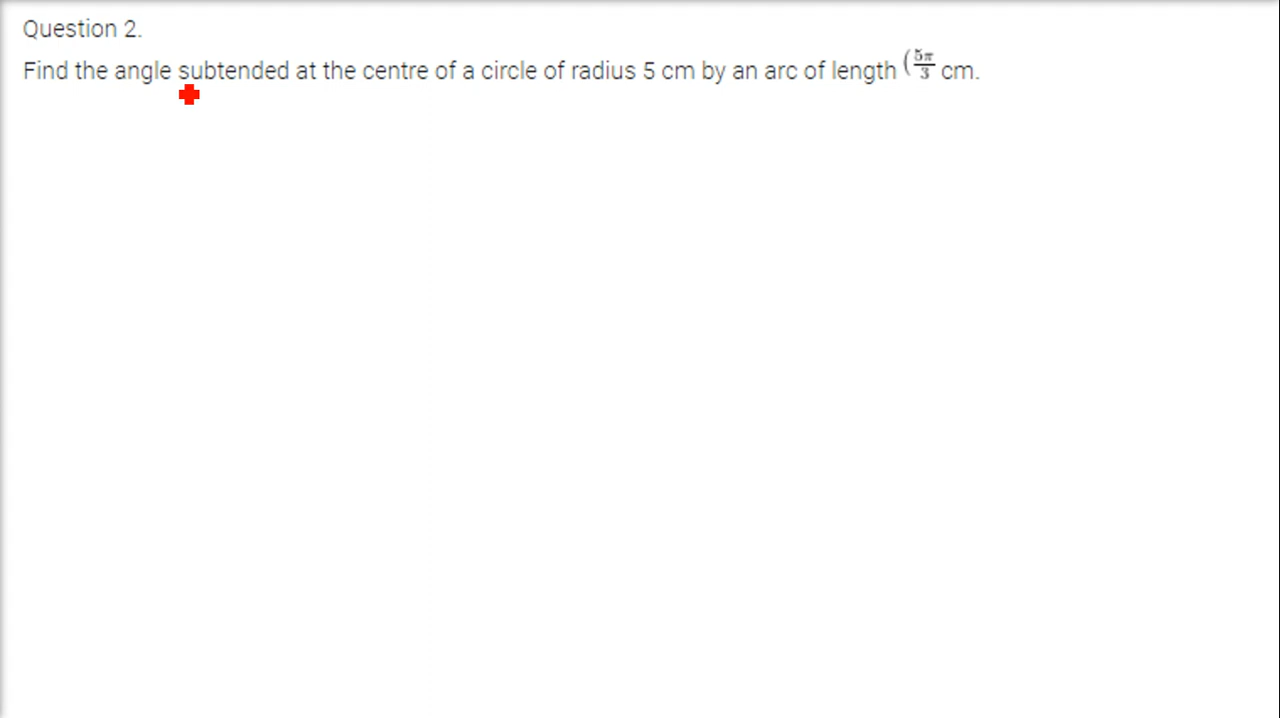 Question 2.
Find the angle subtended at the centre of a circle of radius 5 cm by an arc of length (\frac{5π}{3} cm.